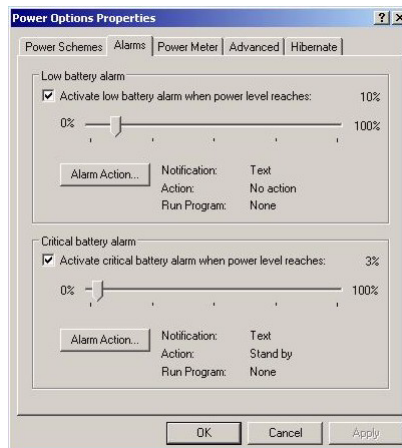 Power Options Properties
Power Schemes Alarms Power Meter Advanced Hibernate
Low battery alarm
Activate low battery alarm when power level reaches: 10%
0% 100%
Alarm Action...
Notification: Text
Action: No action
Run Program: None
Critical battery alarm
Activate critical battery alarm when power level reaches: 3%
0% 100%
Alarm Action...
Notification: Text
Action: Stand by
Run Program: None
OK Cancel Apply